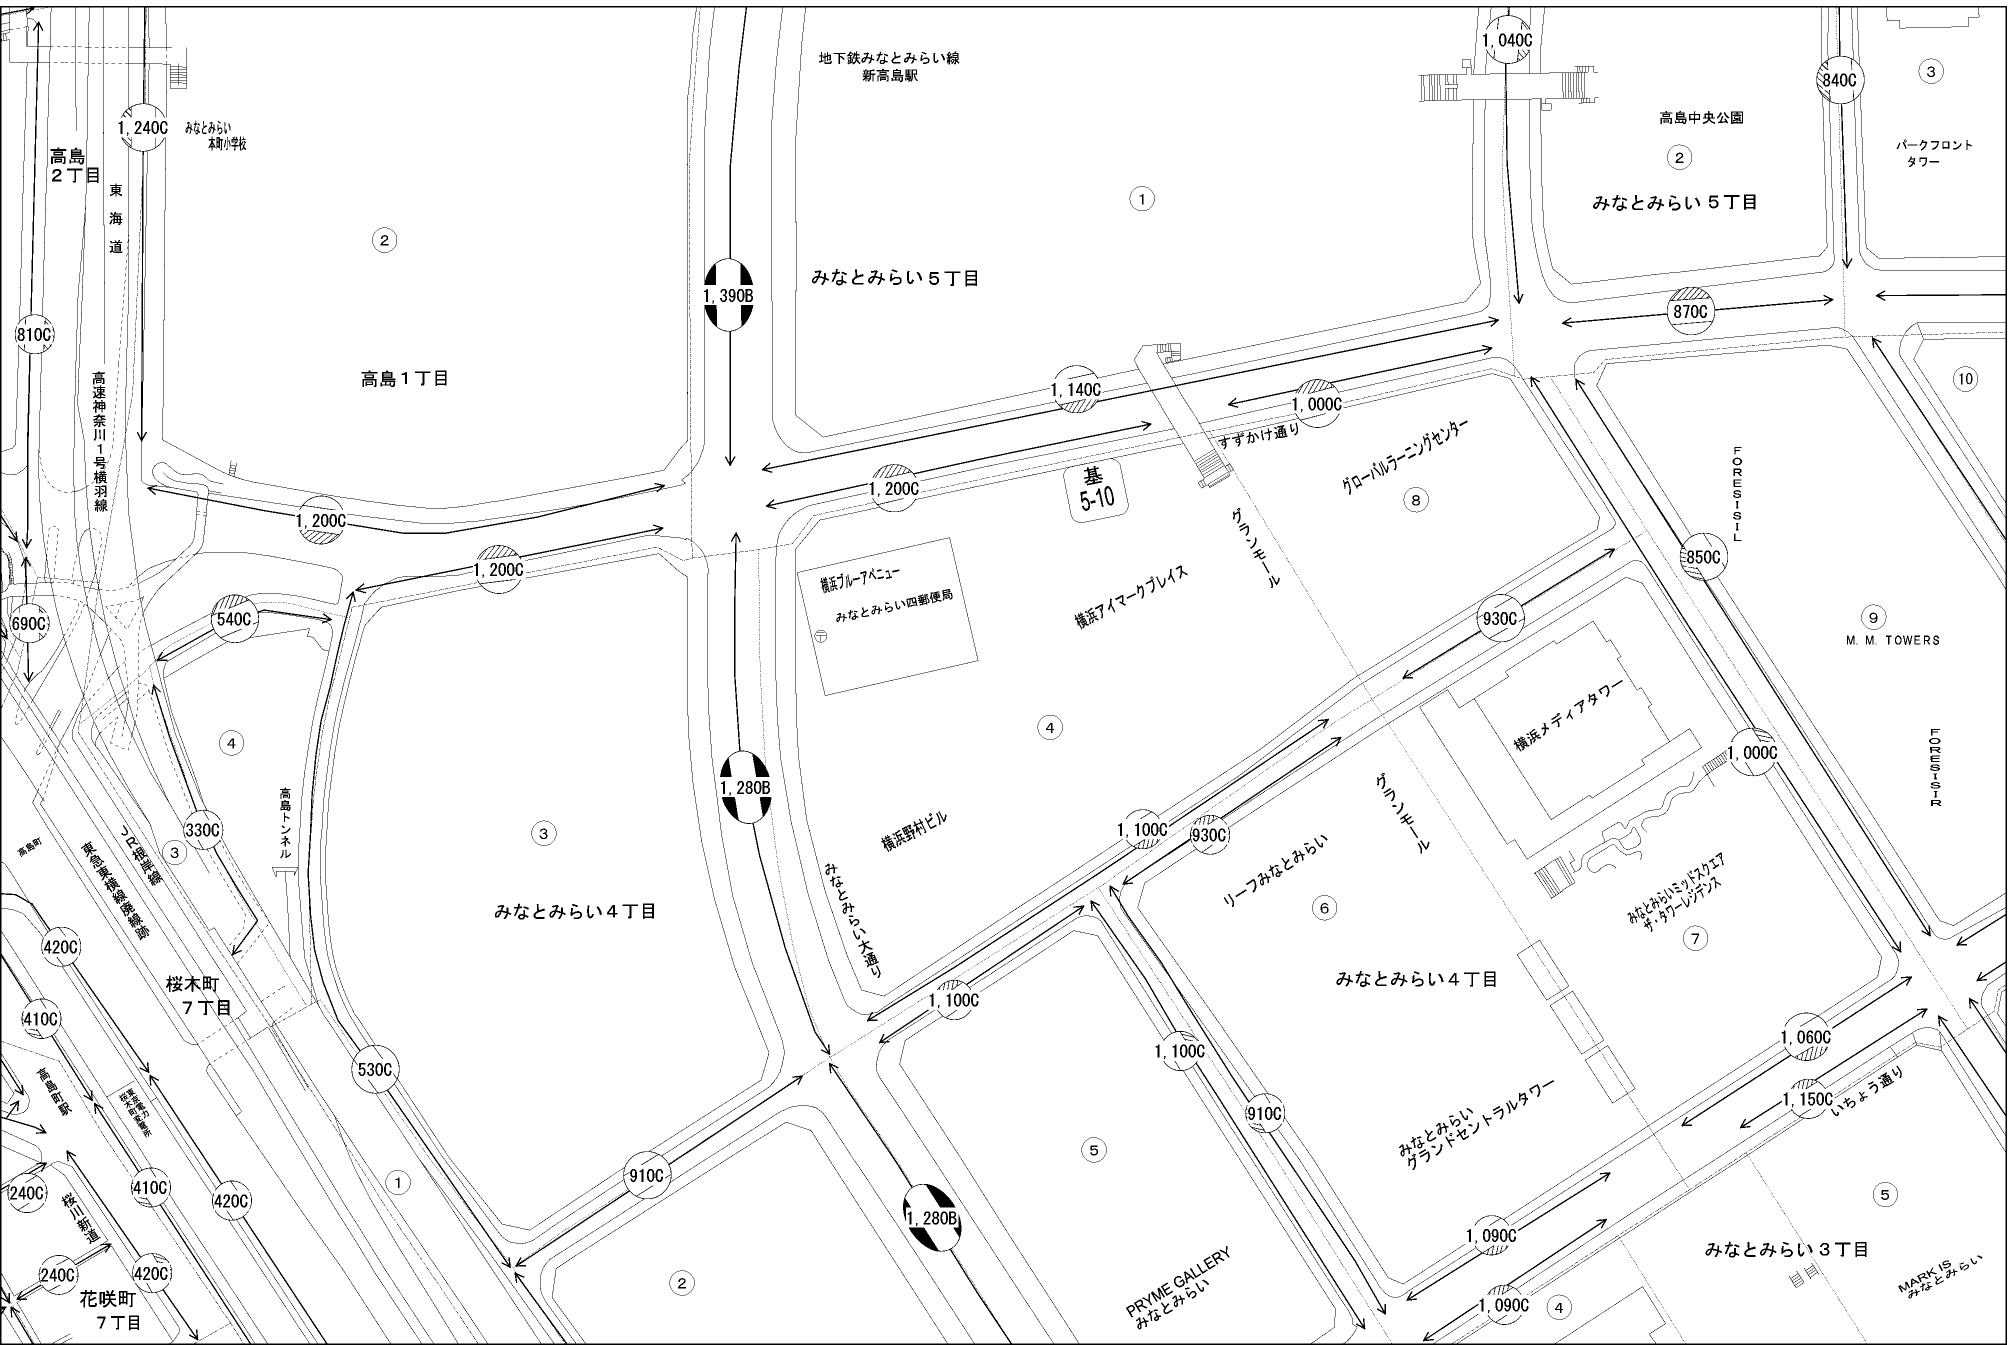 1,040C
地下鉄みなとみらい線
新高島駅
840C
3
高島中央公園
パークフロント
タワー
2
みなとみらい５丁目
1,240C
みなとみらい
本町小学校
高島
２丁目
東海道
1
2
みなとみらい５丁目
1,390B
870C
810C
高島１丁目
高速神奈川１号横羽線
1,140C
1,000C
すずかけ通り
10
グローバルラーニングセンター
8
FORESISIL
基
5-10
1,200C
1,200C
1,200C
グランモール
850C
横浜ブルーアベニュー
みなとみらい四郵便局
横浜アイマークプレイス
930C
9
M. M. TOWERS
690C
540C
4
4
横浜メディアタワー
1,000C
FORESISIR
1,280B
高島トンネル
330C
3
3
横浜野村ビル
1,100C
930C
グランモール
リーフみなとみらい
高島町
東急東横線廃線跡
ＪＲ根岸線
みなとみらい４丁目
みなとみらい大通り
6
みなとみらいミッドスクエア
ザ・タワーレジデンス
7
420C
桜木町
７丁目
みなとみらい４丁目
410C
1,100C
1,100C
1,060C
530C
高島町駅
東京電力
桜木町変電所
910C
みなとみらい
グランドセントラルタワー
1,150C
いちょう通り
5
910C
240C
410C
420C
1
桜川新道
1,280B
1,090C
5
みなとみらい３丁目
240C
420C
2
PRYME GALLERY
みなとみらい
1,090C
4
MARK IS
みなとみらい
花咲町
７丁目